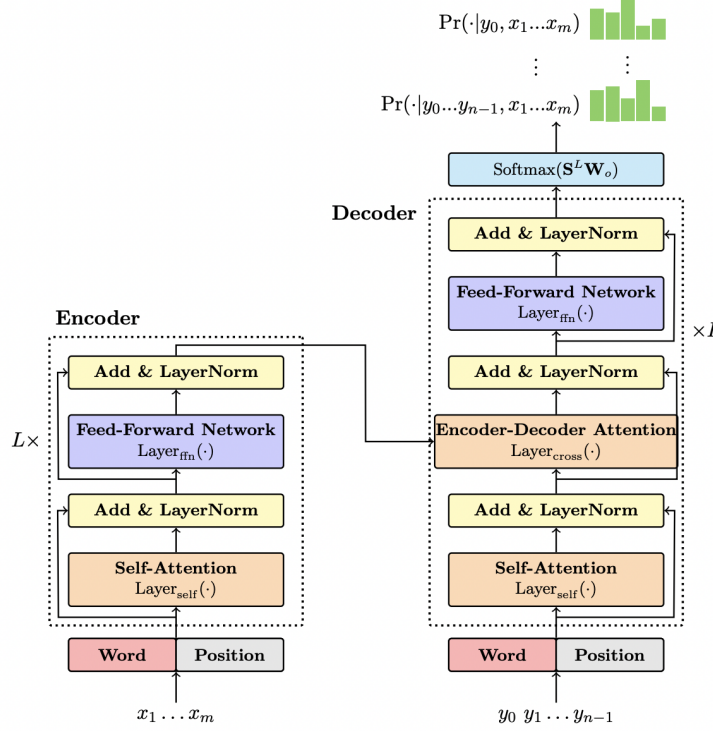 Pr(·|y₀, x₁...xₘ)
⋮ ⋮
Pr(·|y₀...yₙ₋₁, x₁...xₘ)
Softmax(SᴸWₒ)
Decoder
Add & LayerNorm
Feed-Forward Network
Layer_ffn(·)
×L
Add & LayerNorm
Encoder-Decoder Attention
Layer_cross(·)
Add & LayerNorm
Self-Attention
Layer_self(·)
Word Position
y₀ y₁ … yₙ₋₁
Encoder
Add & LayerNorm
L×
Feed-Forward Network
Layer_ffn(·)
Add & LayerNorm
Self-Attention
Layer_self(·)
Word Position
x₁ … xₘ